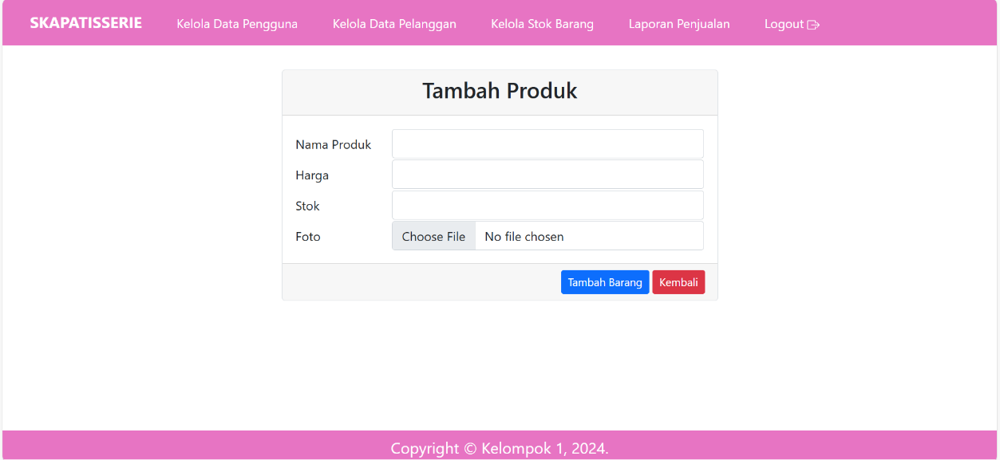 SKAPATISSERIE Kelola Data Pengguna Kelola Data Pelanggan Kelola Stok Barang Laporan Penjualan Logout
Tambah Produk
Nama Produk
Harga
Stok
Foto Choose File No file chosen
Tambah Barang Kembali
Copyright © Kelompok 1, 2024.